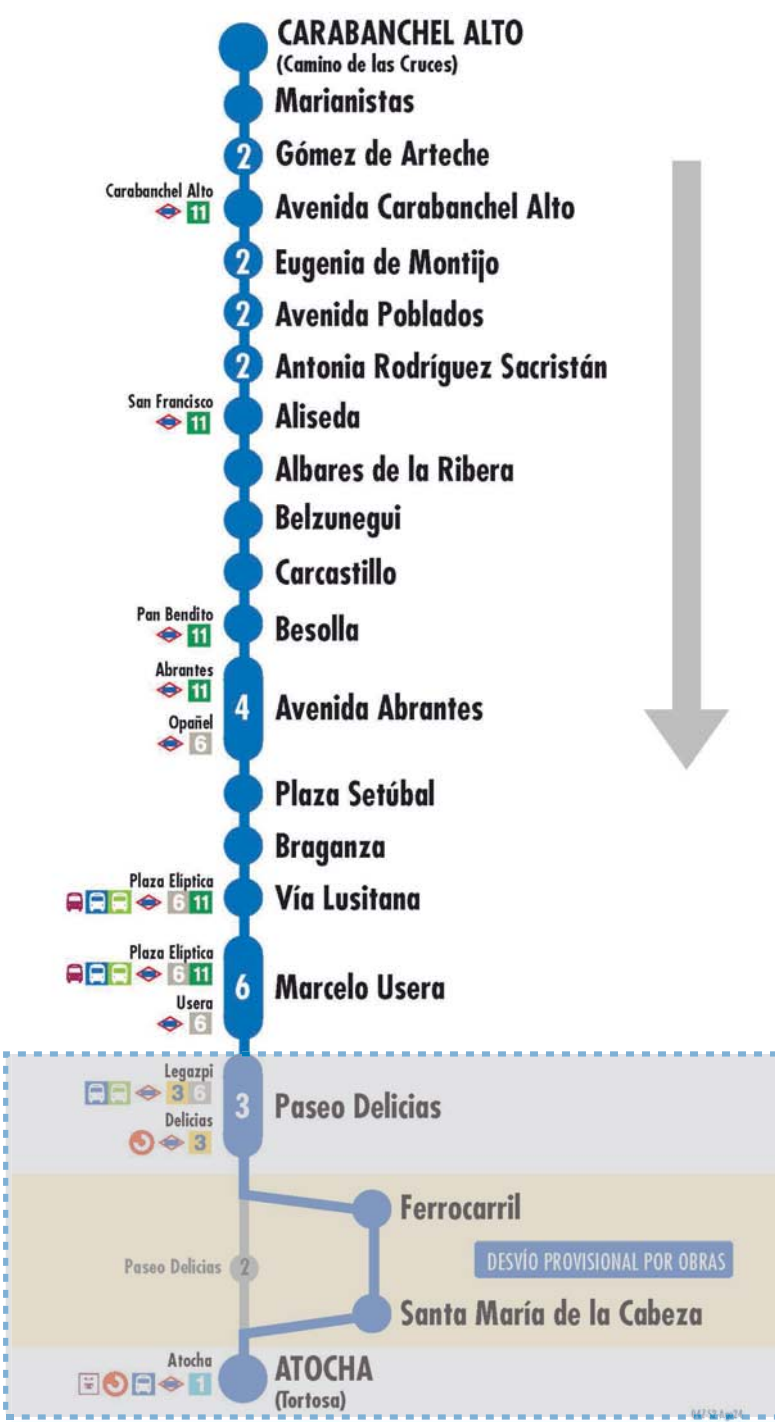 CARABANCHEL ALTO
(Camino de las Cruces)
Marianistas
2 Gómez de Arteche
Carabanchel Alto
11
Avenida Carabanchel Alto
2 Eugenia de Montijo
2 Avenida Poblados
2 Antonia Rodríguez Sacristán
San Francisco
11
Aliseda
Albares de la Ribera
Belzunegui
Carcastillo
Pan Bendito
11
Besolla
Abrantes
11
Opañel
6
4 Avenida Abrantes
Plaza Setúbal
Braganza
Plaza Elíptica
6 11
Vía Lusitana
Plaza Elíptica
6 11
Usera
6
6 Marcelo Usera
Legazpi
3 6
Delicias
3
3 Paseo Delicias
Ferrocarril
Paseo Delicias 2
DESVÍO PROVISIONAL POR OBRAS
Santa María de la Cabeza
Atocha
1
ATOCHA
(Tortosa)